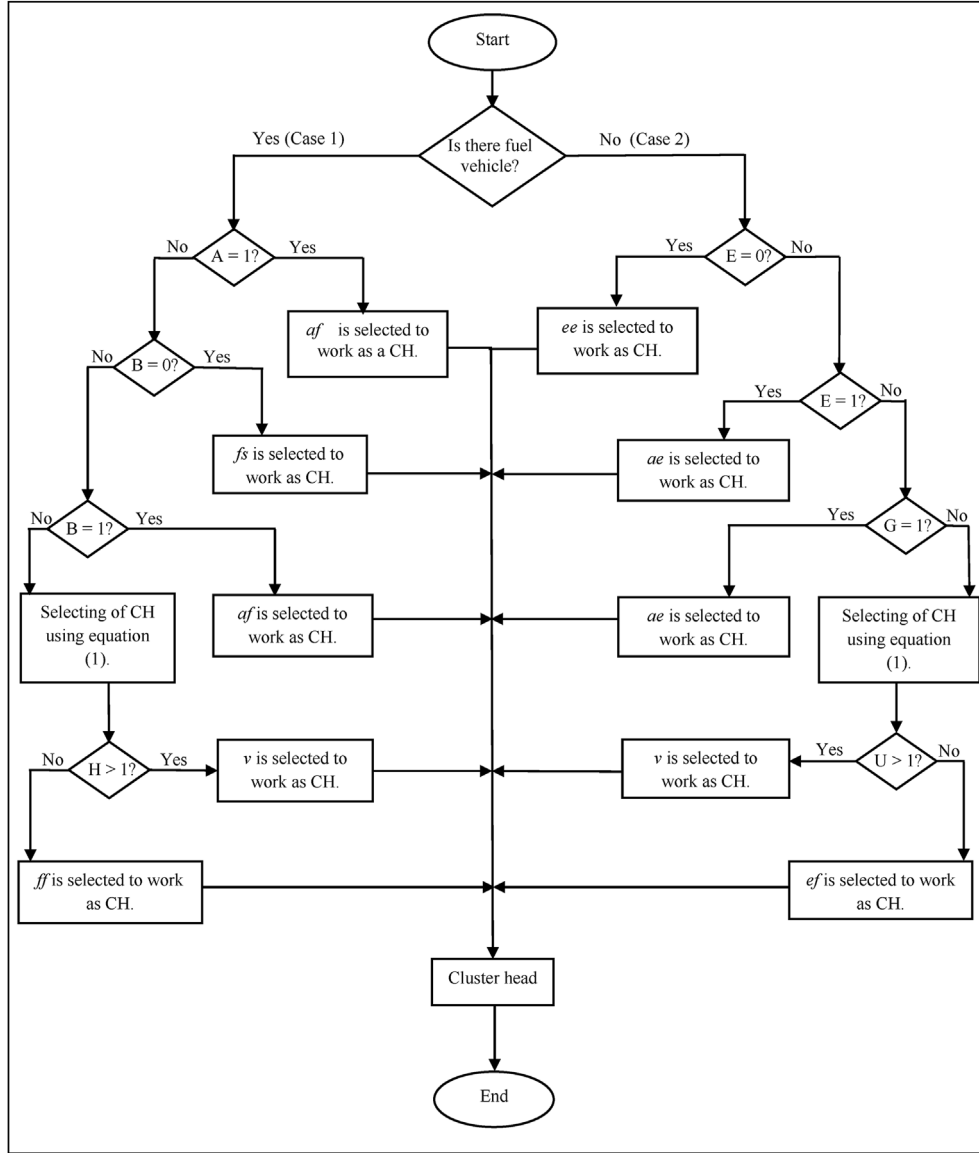 Start
Is there fuel
vehicle?
Yes (Case 1)
No (Case 2)
No
A = 1?
Yes
Yes
E = 0?
No
af is selected to
work as a CH.
ee is selected to
work as CH.
No
B = 0?
Yes
Yes
E = 1?
No
fs is selected to
work as CH.
ae is selected to
work as CH.
No
B = 1?
Yes
Yes
G = 1?
No
Selecting of CH
using equation
(1).
af is selected to
work as CH.
ae is selected to
work as CH.
Selecting of CH
using equation
(1).
No
H > 1?
Yes
v is selected to
work as CH.
v is selected to
work as CH.
Yes
U > 1?
No
ff is selected to work
as CH.
ef is selected to work
as CH.
Cluster head
End